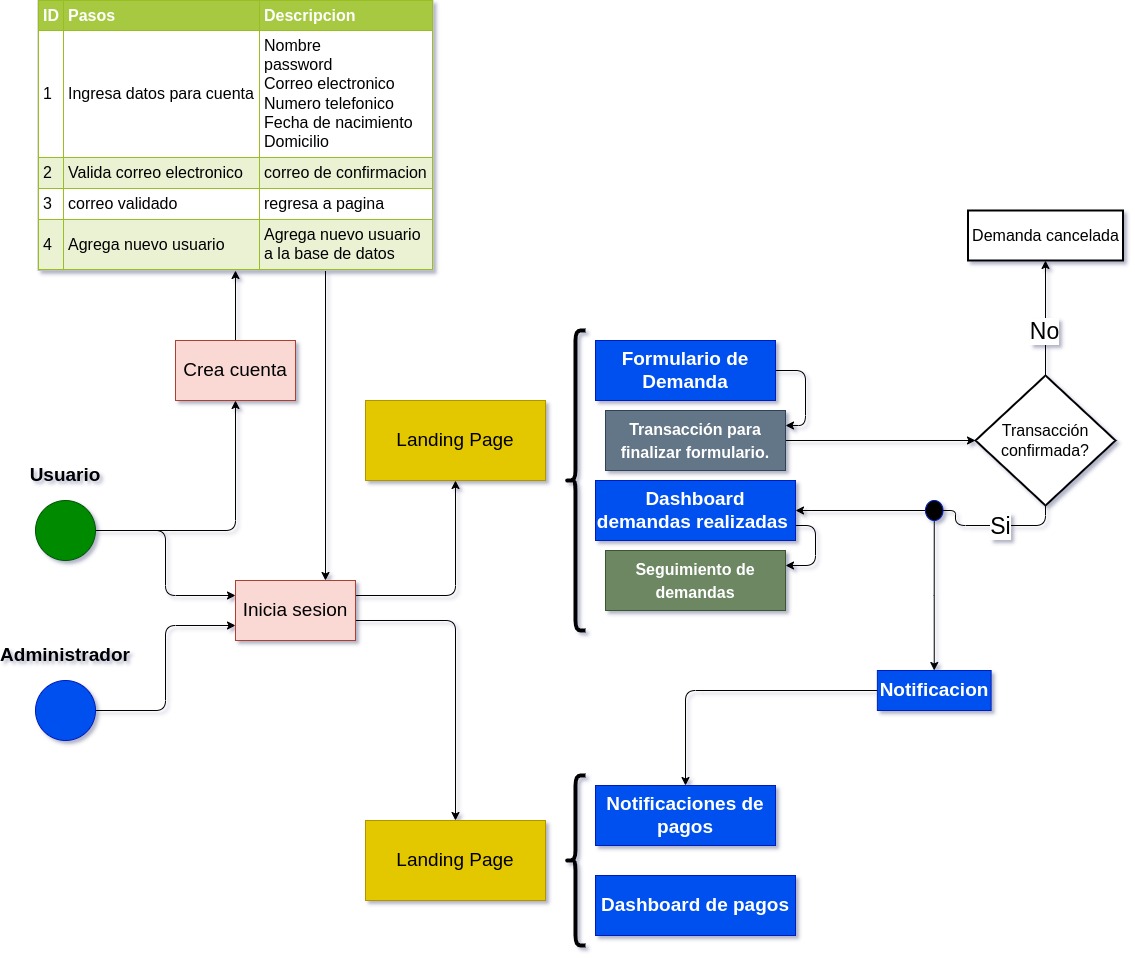 ID Pasos Descripcion
1 Ingresa datos para cuenta
Nombre
password
Correo electronico
Numero telefonico
Fecha de nacimiento
Domicilio
2 Valida correo electronico correo de confirmacion
3 correo validado regresa a pagina
4 Agrega nuevo usuario
Agrega nuevo usuario
a la base de datos
Demanda cancelada
No
Crea cuenta
Formulario de
Demanda
Landing Page
Transacción para
finalizar formulario.
Transacción
confirmada?
Usuario
Dashboard
demandas realizadas
Si
Seguimiento de
demandas
Inicia sesion
Administrador
Notificacion
Notificaciones de
pagos
Landing Page
Dashboard de pagos